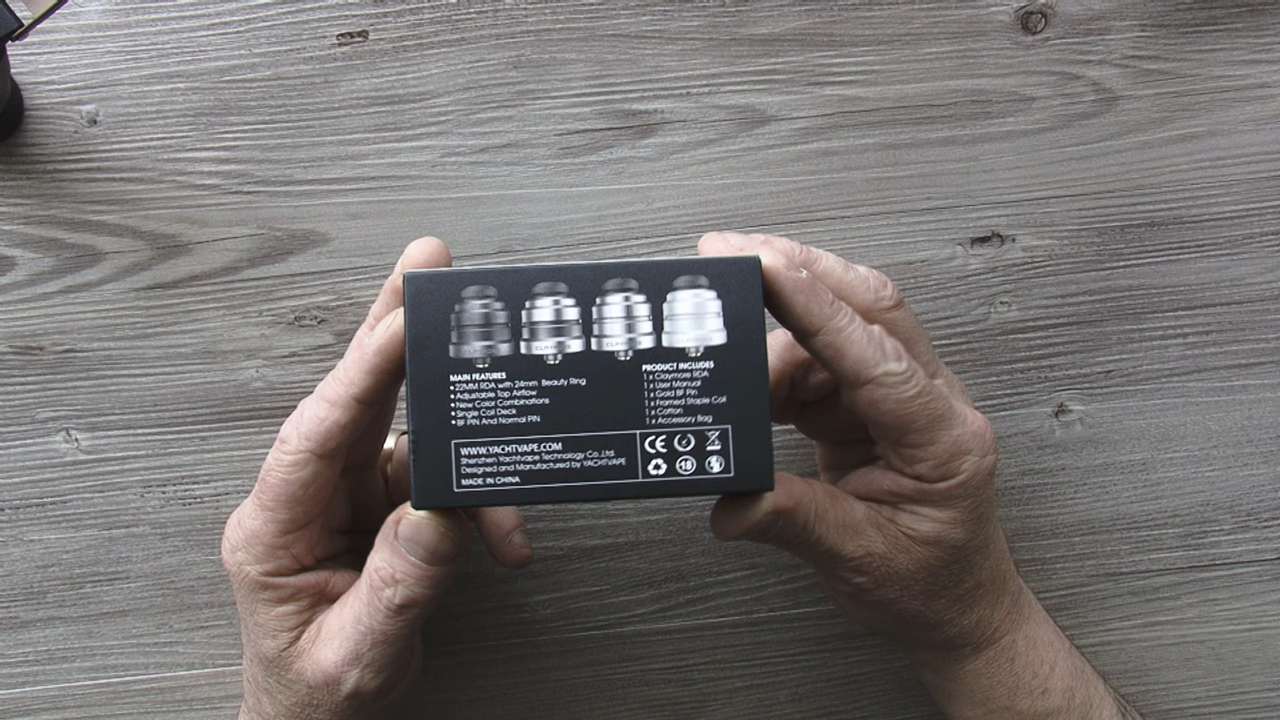 MAIN FEATURES
• 22MM RDA with 24mm Beauty Ring
• Adjustable Top Airflow
• New Color Combinations
• Single Coil Deck
• BF PIN And Normal PIN
PRODUCT INCLUDES
1 x Claymore RDA
1 x User Manual
1 x Gold BF Pin
1 x Framed Staple Coil
1 x Cotton
1 x Accessory Bag
WWW.YACHTVAPE.COM
Shenzhen Yachtvape Technology Co.,Ltd.
Designed and Manufactured by YACHTVAPE
MADE IN CHINA
CE
18